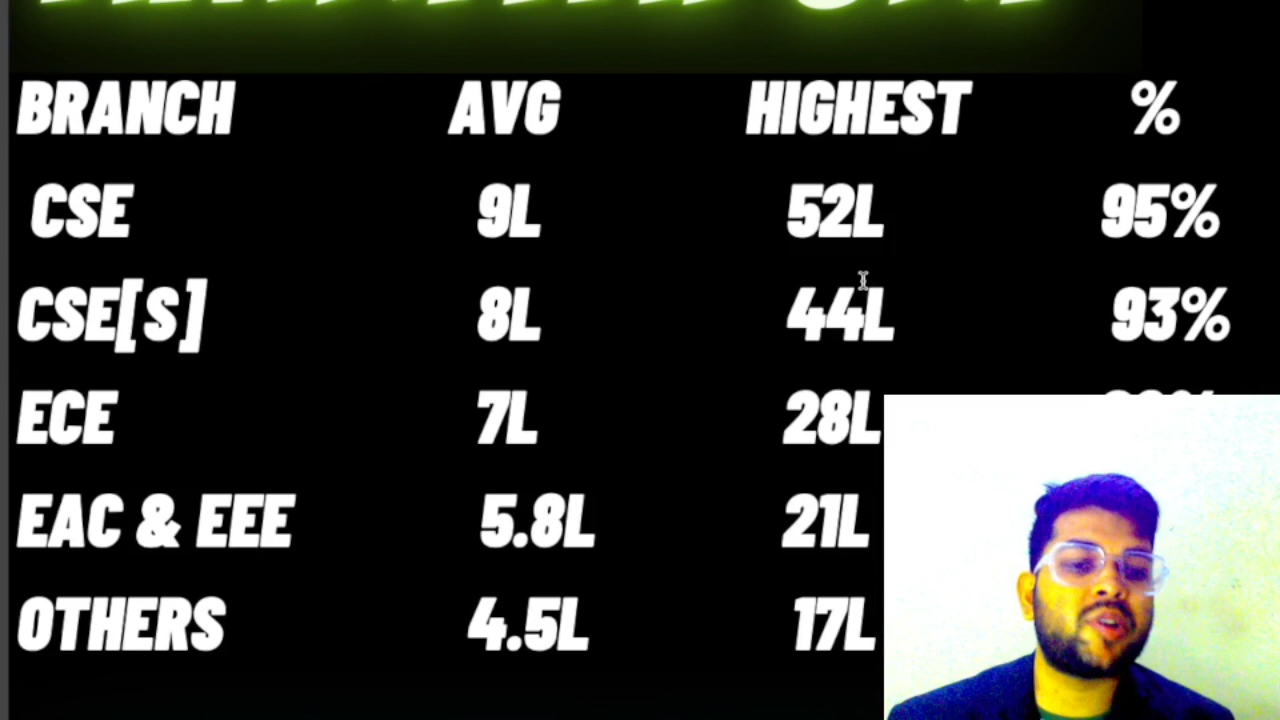 BRANCH AVG HIGHEST %
CSE 9L 52L 95%
CSE[S] 8L 44L 93%
ECE 7L 28L
EAC & EEE 5.8L 21L
OTHERS 4.5L 17L